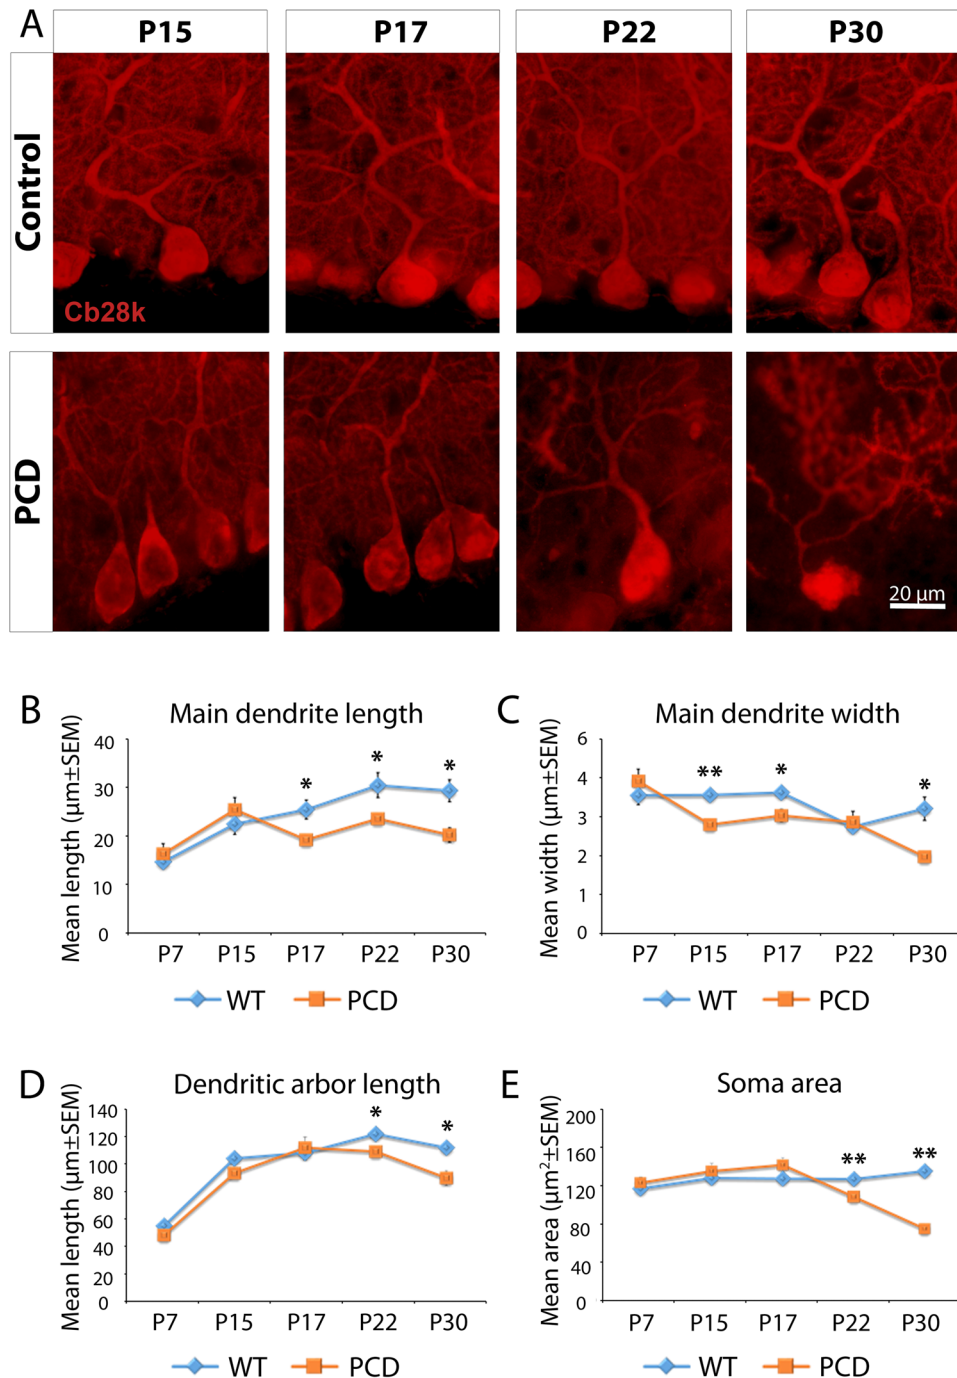 A
P15 P17 P22 P30
Control
Cb28k
PCD
20 µm
B
Main dendrite length
Mean length (µm±SEM)
40
30
20
10
0
* * *
P7 P15 P17 P22 P30
WT PCD
C
Main dendrite width
Mean width (µm±SEM)
6
5
4
3
2
1
0
** * *
P7 P15 P17 P22 P30
WT PCD
D
Dendritic arbor length
Mean length (µm±SEM)
140
120
100
80
60
40
20
0
* *
P7 P15 P17 P22 P30
WT PCD
E
Soma area
Mean area (µm²±SEM)
200
160
120
80
40
0
** **
P7 P15 P17 P22 P30
WT PCD